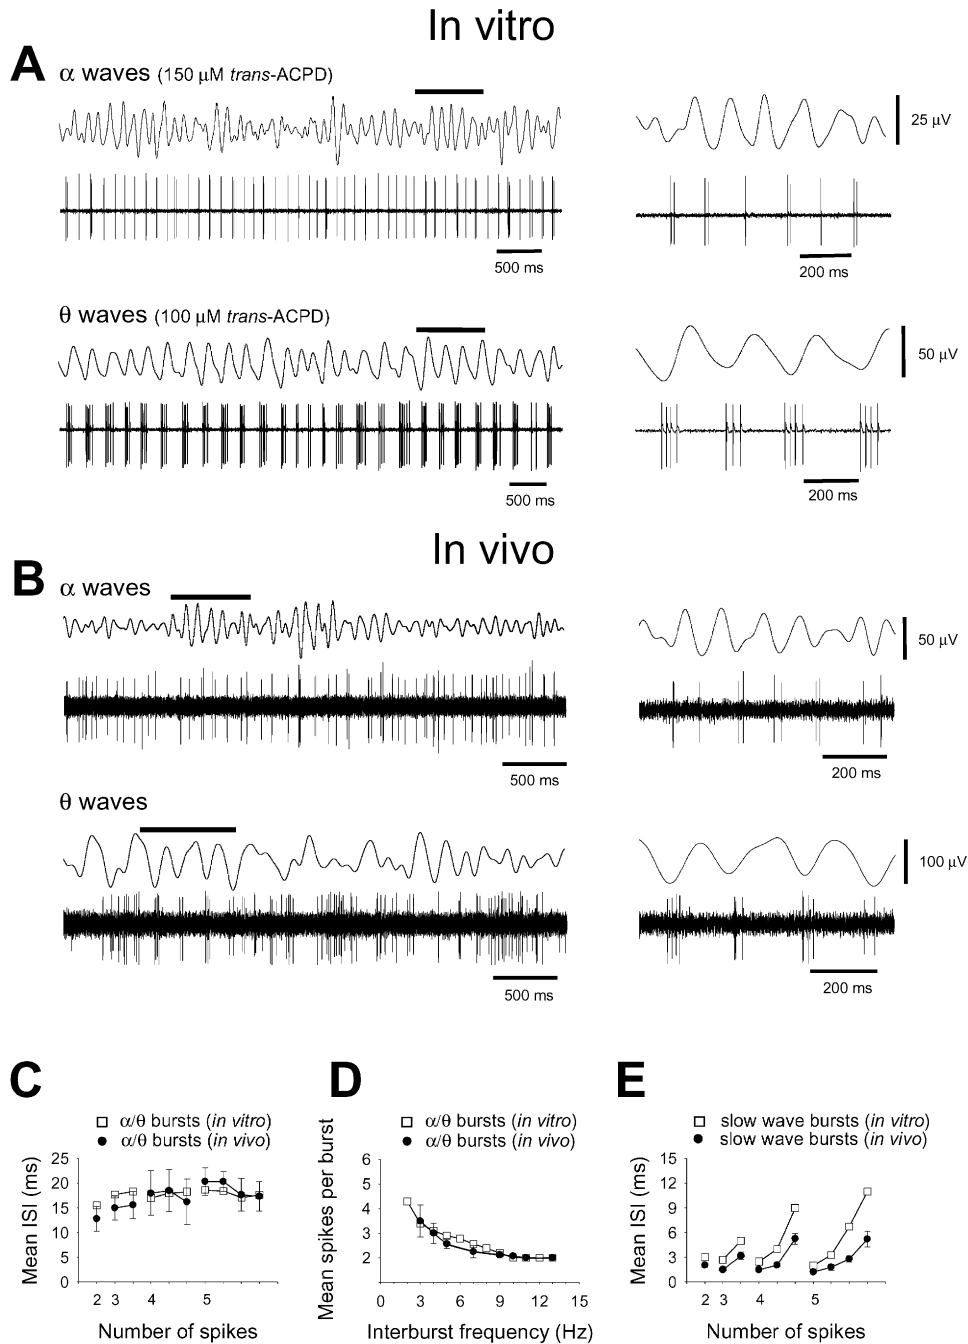 In vitro
A
α waves (150 μM trans-ACPD)
25 μV
500 ms
200 ms
θ waves (100 μM trans-ACPD)
50 μV
500 ms
200 ms
In vivo
B
α waves
50 μV
500 ms
200 ms
θ waves
100 μV
500 ms
200 ms
C
α/θ bursts (in vitro)
α/θ bursts (in vivo)
Mean ISI (ms)
25
20
15
10
5
0
2 3 4 5
Number of spikes
D
α/θ bursts (in vitro)
α/θ bursts (in vivo)
Mean spikes per burst
6
5
4
3
2
0 3 6 9 12 15
Interburst frequency (Hz)
E
slow wave bursts (in vitro)
slow wave bursts (in vivo)
Mean ISI (ms)
15
12
9
6
3
0
2 3 4 5
Number of spikes